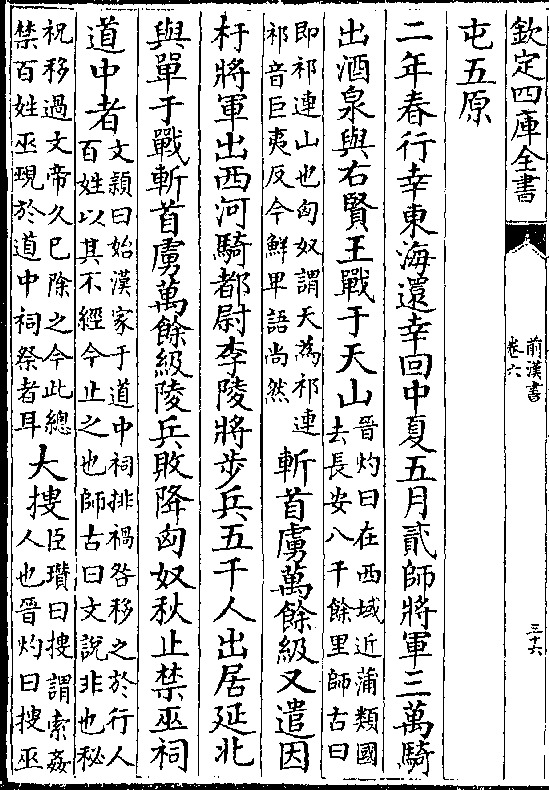 欽定四庫全書
前漢書
卷六
三十六
屯五原
二年春行幸東海還幸回中夏五月貳師將軍三萬騎
出酒泉與右賢王戰于天山
晉灼曰在西域近蒲類國
去長安八千餘里師古曰
即祁連山也匈奴謂天為祁連
祁音巨夷反今鮮卑語尚然
斬首虜萬餘級又遣因
杅將軍出西河騎都尉李陵將步兵五千人出居延北
與單于戰斬首虜萬餘級陵兵敗降匈奴秋止禁巫祠
道中者
文穎曰始漢家于道中祠排禍咎移之於行人
百姓以其不經今止之也師古曰文說非也秘
祝移過文帝久已除之今此總
禁百姓巫覡於道中祠祭者耳
大搜
臣瓚曰搜謂索姦
人也晉灼曰搜巫